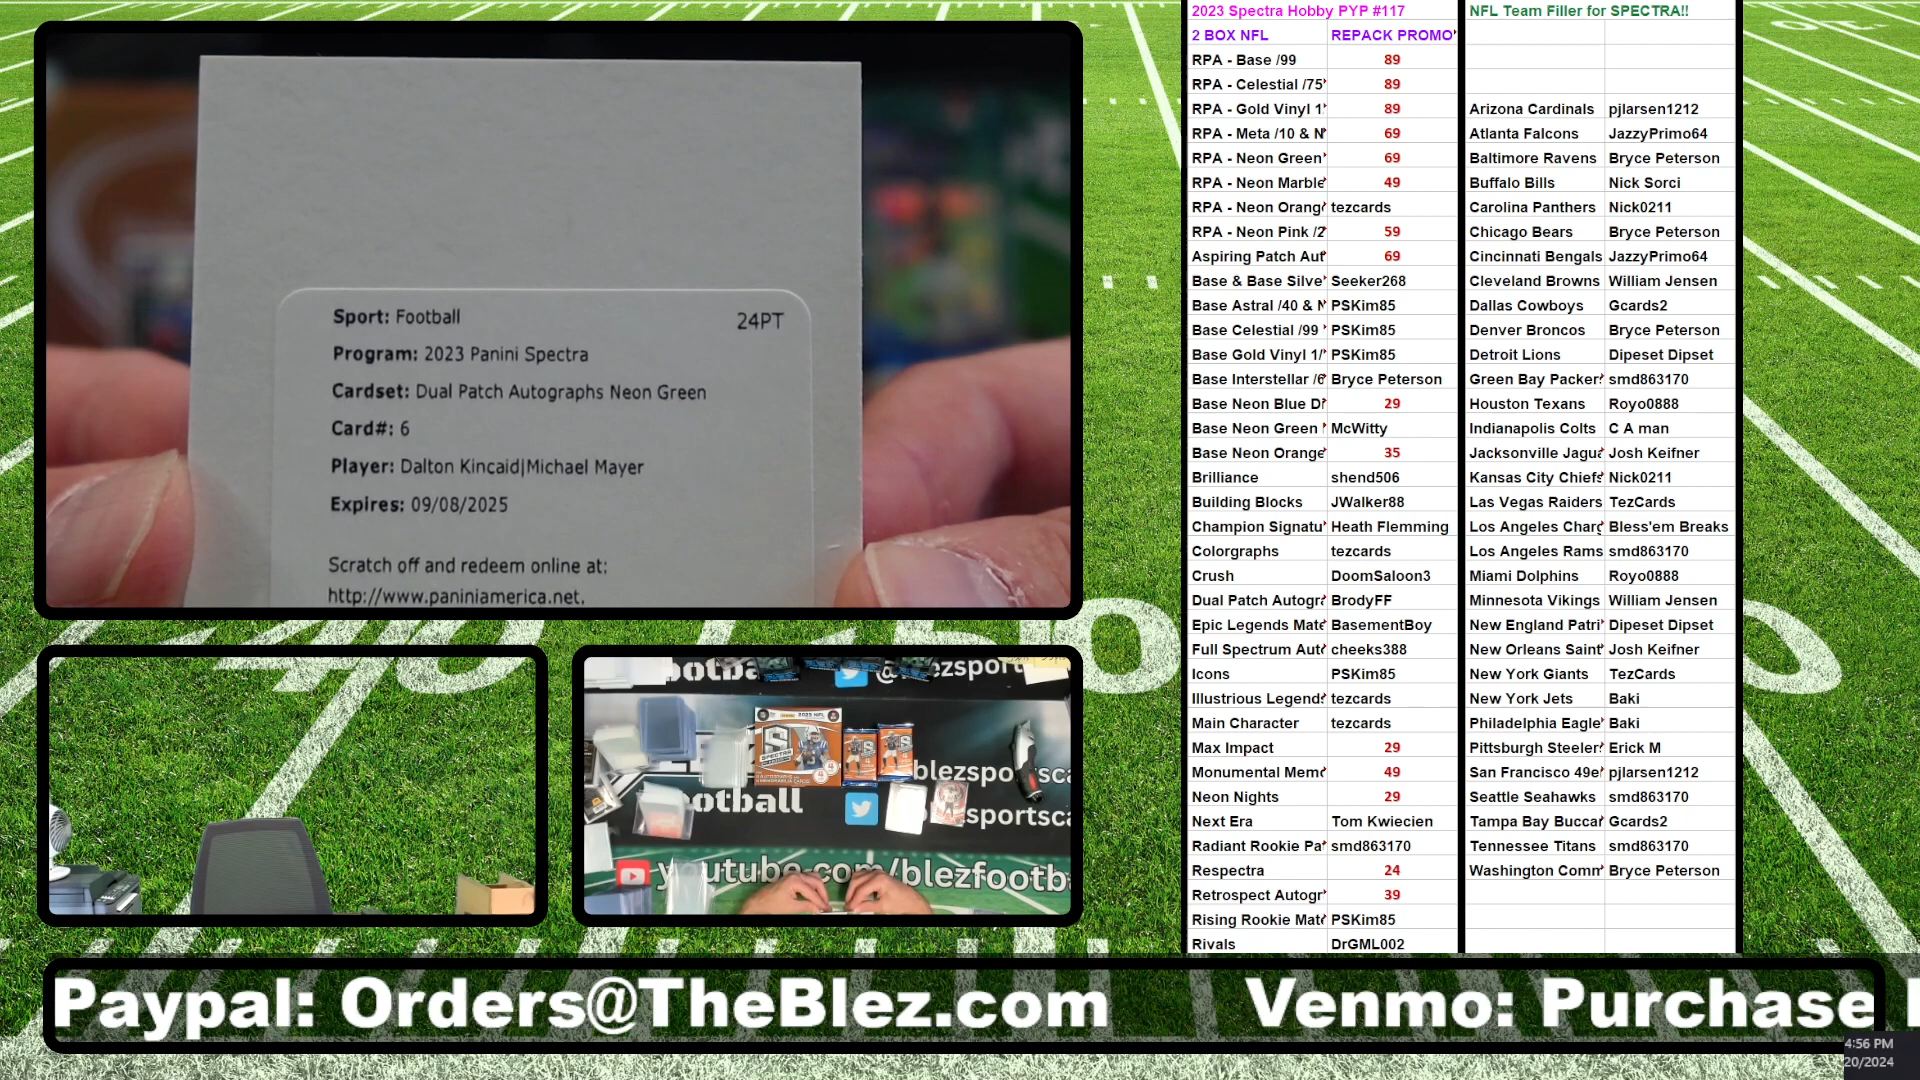 Sport: Football
24PT
Program: 2023 Panini Spectra
Cardset: Dual Patch Autographs Neon Green
Card#: 6
Player: Dalton Kincaid|Michael Mayer
Expires: 09/08/2025
Scratch off and redeem online at:
http://www.paniniamerica.net.
2023 Spectra Hobby PYP #117
2 BOX NFL REPACK PROMO
RPA - Base /99 89
RPA - Celestial /75 89
RPA - Gold Vinyl 1 89
RPA - Meta /10 & N 69
RPA - Neon Green 69
RPA - Neon Marble 49
RPA - Neon Orang tezcards
RPA - Neon Pink /2 59
Aspiring Patch Aut 69
Base & Base Silve Seeker268
Base Astral /40 & N PSKim85
Base Celestial /99 PSKim85
Base Gold Vinyl 1/ PSKim85
Base Interstellar /6 Bryce Peterson
Base Neon Blue Di 29
Base Neon Green McWitty
Base Neon Orange 35
Brilliance shend506
Building Blocks JWalker88
Champion Signatu Heath Flemming
Colorgraphs tezcards
Crush DoomSaloon3
Dual Patch Autogr BrodyFF
Epic Legends Mate BasementBoy
Full Spectrum Aut cheeks388
Icons PSKim85
Illustrious Legend tezcards
Main Character tezcards
Max Impact 29
Monumental Mem 49
Neon Nights 29
Next Era Tom Kwiecien
Radiant Rookie Pa smd863170
Respectra 24
Retrospect Autogr 39
Rising Rookie Mat PSKim85
Rivals DrGML002
NFL Team Filler for SPECTRA!!
Arizona Cardinals pjlarsen1212
Atlanta Falcons JazzyPrimo64
Baltimore Ravens Bryce Peterson
Buffalo Bills Nick Sorci
Carolina Panthers Nick0211
Chicago Bears Bryce Peterson
Cincinnati Bengals JazzyPrimo64
Cleveland Browns William Jensen
Dallas Cowboys Gcards2
Denver Broncos Bryce Peterson
Detroit Lions Dipeset Dipset
Green Bay Packer smd863170
Houston Texans Royo0888
Indianapolis Colts C A man
Jacksonville Jagua Josh Keifner
Kansas City Chiefs Nick0211
Las Vegas Raiders TezCards
Los Angeles Charg Bless'em Breaks
Los Angeles Rams smd863170
Miami Dolphins Royo0888
Minnesota Vikings William Jensen
New England Patri Dipeset Dipset
New Orleans Saint Josh Keifner
New York Giants TezCards
New York Jets Baki
Philadelphia Eagle Baki
Pittsburgh Steeler Erick M
San Francisco 49e pjlarsen1212
Seattle Seahawks smd863170
Tampa Bay Buccar Gcards2
Tennessee Titans smd863170
Washington Comm Bryce Peterson
ootba @blezsport
SPECTRA
blezsportsca
ootball
sportsca
youtube.com/blezfootb
Paypal: Orders@TheBlez.com Venmo: Purchase
4:56 PM
20/2024